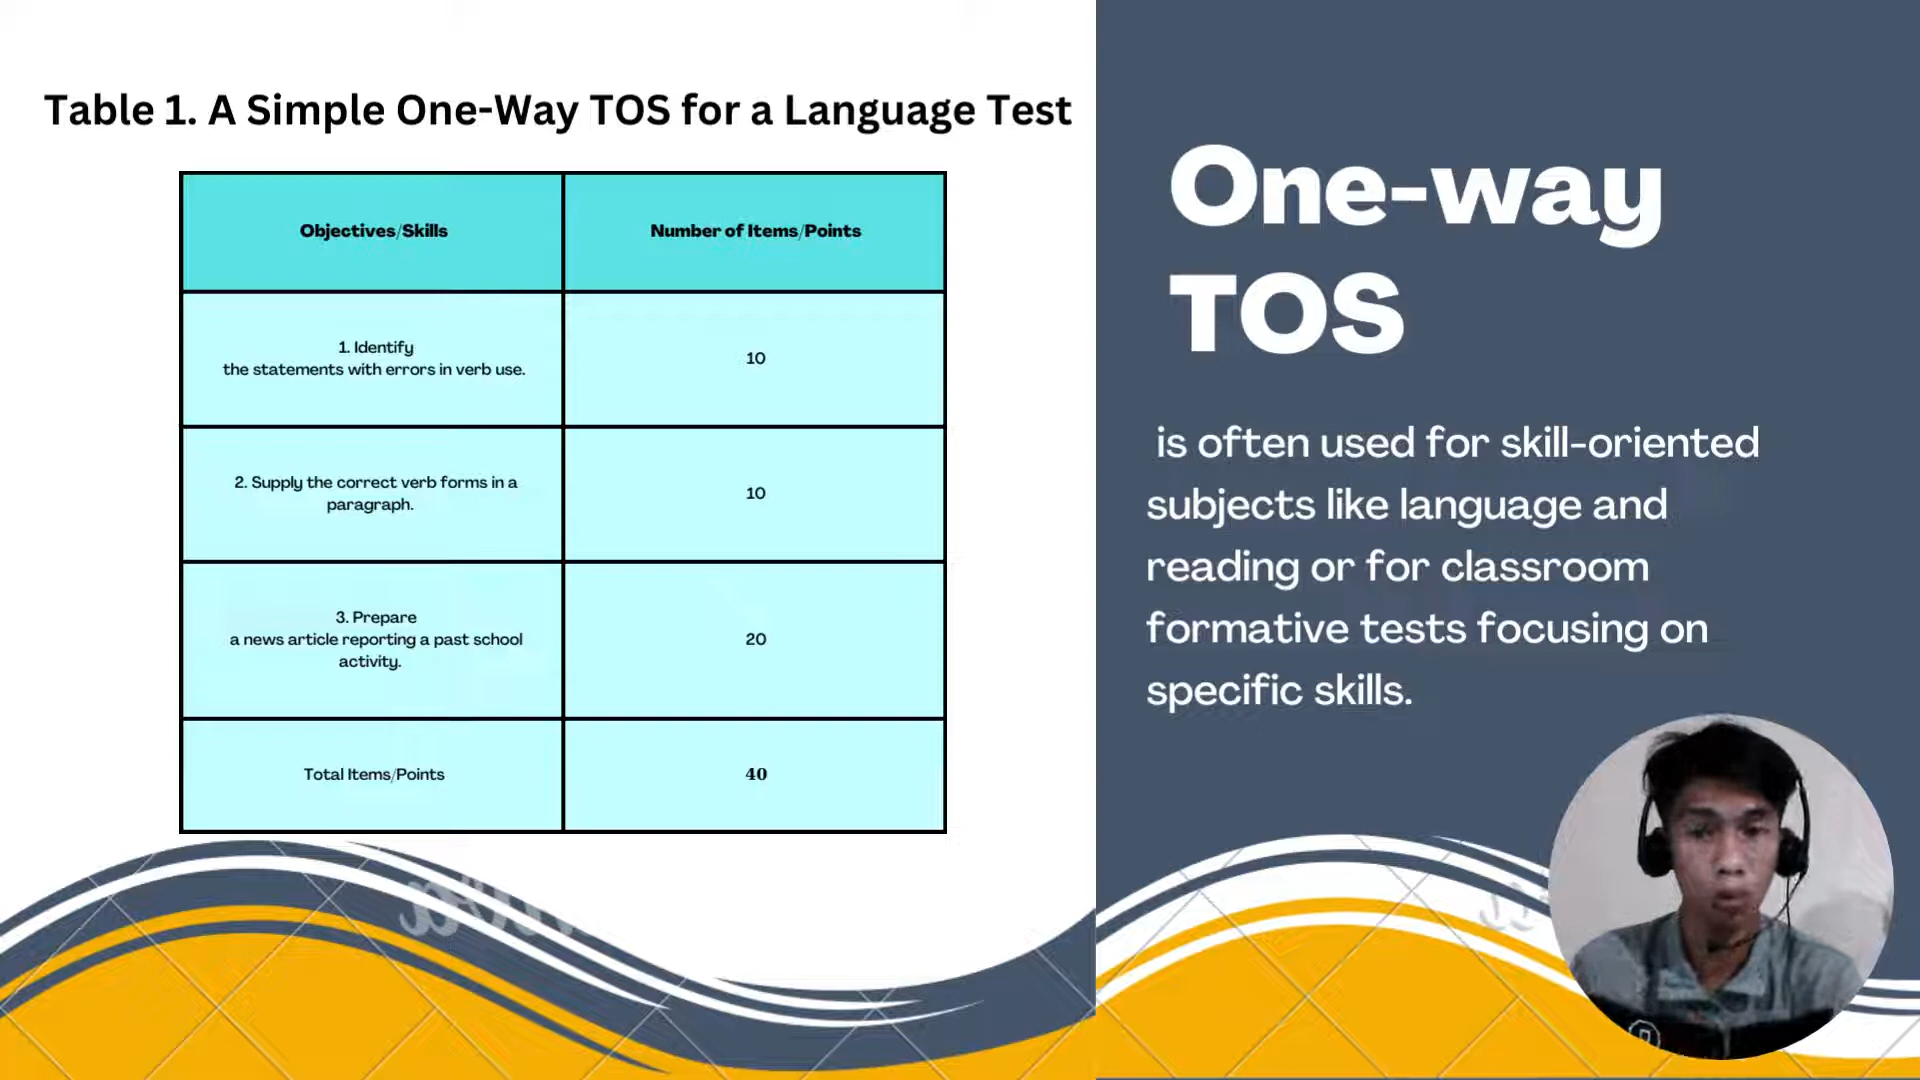 Table 1. A Simple One-Way TOS for a Language Test
Objectives/Skills
Number of Items/Points
1. Identify
the statements with errors in verb use.
10
2. Supply the correct verb forms in a
paragraph.
10
3. Prepare
a news article reporting a past school
activity.
20
Total Items/Points
40
One-way
TOS
is often used for skill-oriented
subjects like language and
reading or for classroom
formative tests focusing on
specific skills.